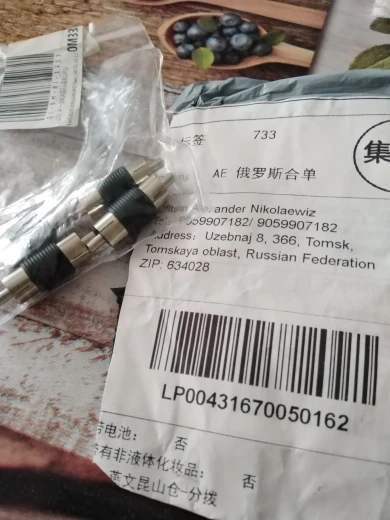 标签 733
集
AE 俄罗斯合单
ander Nikolaewiz
9059907182/ 9059907182
Address: Uzebnaj 8, 366, Tomsk,
Tomskaya oblast, Russian Federation
ZIP: 634028
LP00431670050162
电池: 否
有非液体化妆品: 否
燕文昆山仓-分拨